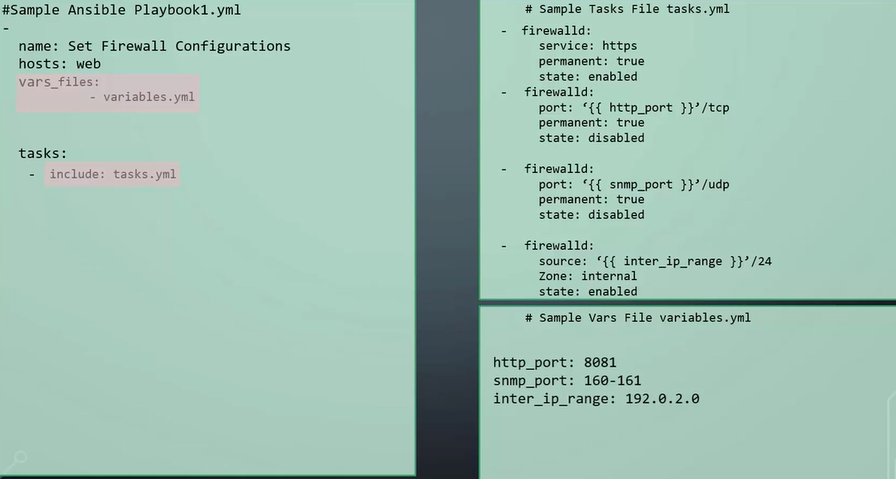 #Sample Ansible Playbook1.yml
-
name: Set Firewall Configurations
hosts: web
vars_files:
- variables.yml
tasks:
- include: tasks.yml
# Sample Tasks File tasks.yml
- firewalld:
service: https
permanent: true
state: enabled
- firewalld:
port: ‘{{ http_port }}’/tcp
permanent: true
state: disabled
- firewalld:
port: ‘{{ snmp_port }}’/udp
permanent: true
state: disabled
- firewalld:
source: ‘{{ inter_ip_range }}’/24
Zone: internal
state: enabled
# Sample Vars File variables.yml
http_port: 8081
snmp_port: 160-161
inter_ip_range: 192.0.2.0